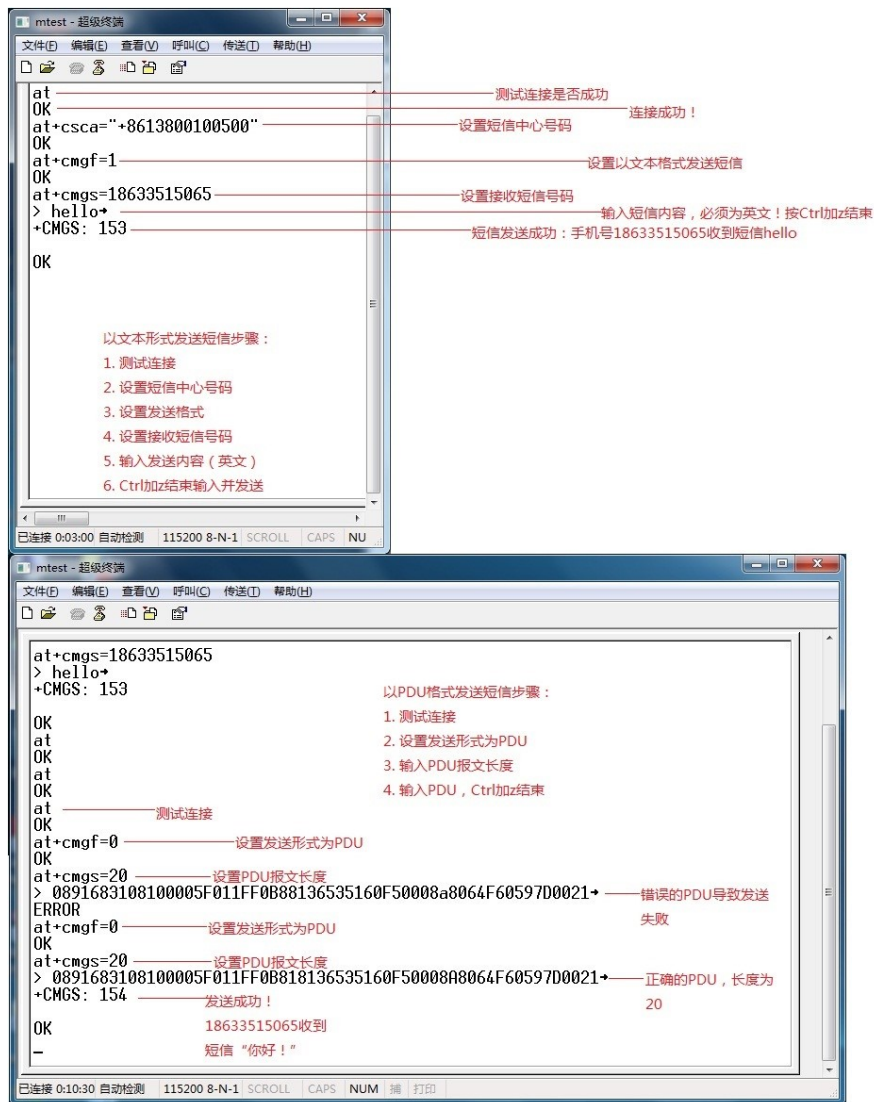 mtest - 超级终端
文件(F) 编辑(E) 查看(V) 呼叫(C) 传送(T) 帮助(H)
at
测试连接是否成功
OK
连接成功！
at+csca="+8613800100500"
设置短信中心号码
OK
at+cmgf=1
设置以文本格式发送短信
OK
at+cmgs=18633515065
设置接收短信号码
> hello→
输入短信内容，必须为英文！按Ctrl加z结束
+CMGS: 153
短信发送成功：手机号18633515065收到短信hello
OK
以文本形式发送短信步骤：
1. 测试连接
2. 设置短信中心号码
3. 设置发送格式
4. 设置接收短信号码
5. 输入发送内容（英文）
6. Ctrl加z结束输入并发送
已连接 0:03:00 自动检测 115200 8-N-1 SCROLL CAPS NU
mtest - 超级终端
文件(F) 编辑(E) 查看(V) 呼叫(C) 传送(T) 帮助(H)
at+cmgs=18633515065
> hello→
+CMGS: 153
OK
at
OK
at
OK
以PDU格式发送短信步骤：
1. 测试连接
2. 设置发送形式为PDU
3. 输入PDU报文长度
4. 输入PDU，Ctrl加z结束
at
测试连接
OK
at+cmgf=0
设置发送形式为PDU
OK
at+cmgs=20
设置PDU报文长度
> 0891683108100005F011FF0B88136535160F50008a8064F60597D0021→
错误的PDU导致发送
失败
ERROR
at+cmgf=0
设置发送形式为PDU
OK
at+cmgs=20
设置PDU报文长度
> 0891683108100005F011FF0B818136535160F50008A8064F60597D0021→
正确的PDU，长度为
20
+CMGS: 154
发送成功！
18633515065收到
短信“你好！”
OK
已连接 0:10:30 自动检测 115200 8-N-1 SCROLL CAPS NUM 捕 打印